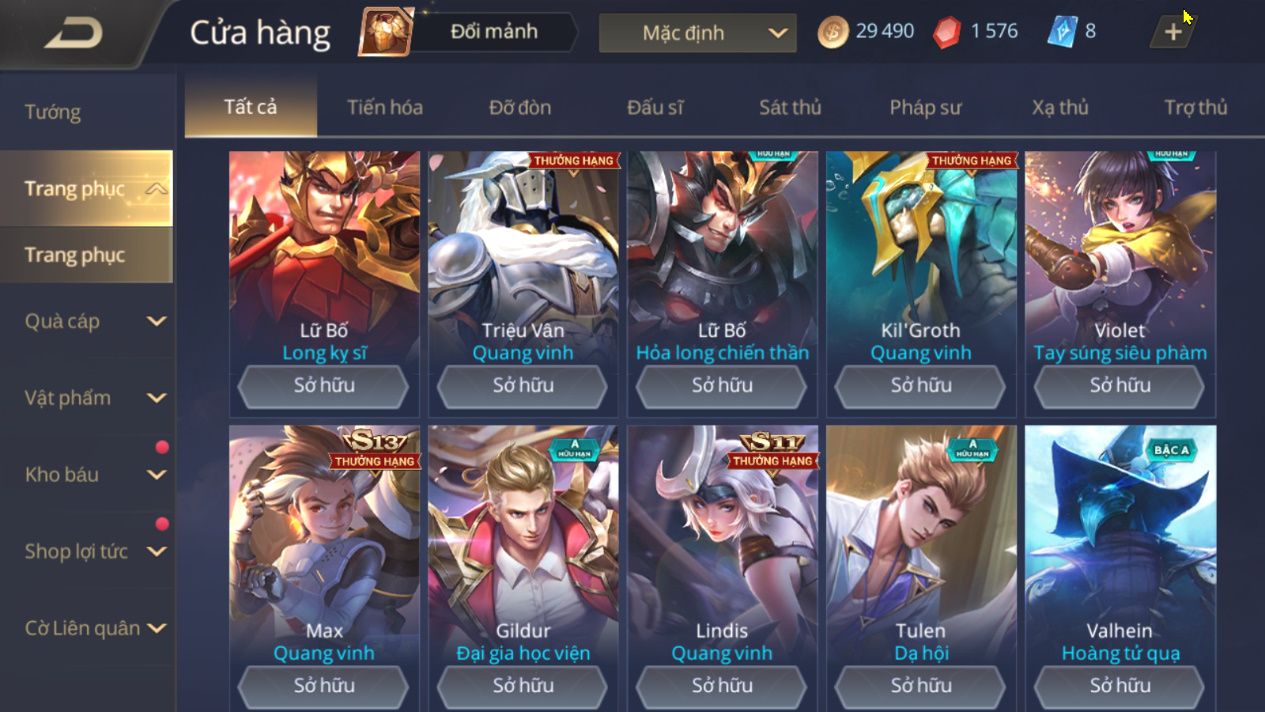 Cửa hàng
Đổi mảnh
Mặc định
29 490
1 576
8
Tướng
Trang phục
Trang phục
Quà cáp
Vật phẩm
Kho báu
Shop lợi tức
Cờ Liên quân
Tất cả
Tiến hóa
Đỡ đòn
Đấu sĩ
Sát thủ
Pháp sư
Xạ thủ
Trợ thủ
Lữ Bố
Long kỵ sĩ
Sở hữu
THƯỞNG HẠNG
Triệu Vân
Quang vinh
Sở hữu
HỮU HẠN
Lữ Bố
Hỏa long chiến thần
Sở hữu
THƯỞNG HẠNG
Kil'Groth
Quang vinh
Sở hữu
HỮU HẠN
Violet
Tay súng siêu phàm
Sở hữu
S13
THƯỞNG HẠNG
Max
Quang vinh
Sở hữu
A
HỮU HẠN
Gildur
Đại gia học viện
Sở hữu
S11
THƯỞNG HẠNG
Lindis
Quang vinh
Sở hữu
A
HỮU HẠN
Tulen
Dạ hội
Sở hữu
BẬC A
Valhein
Hoàng tử quạ
Sở hữu